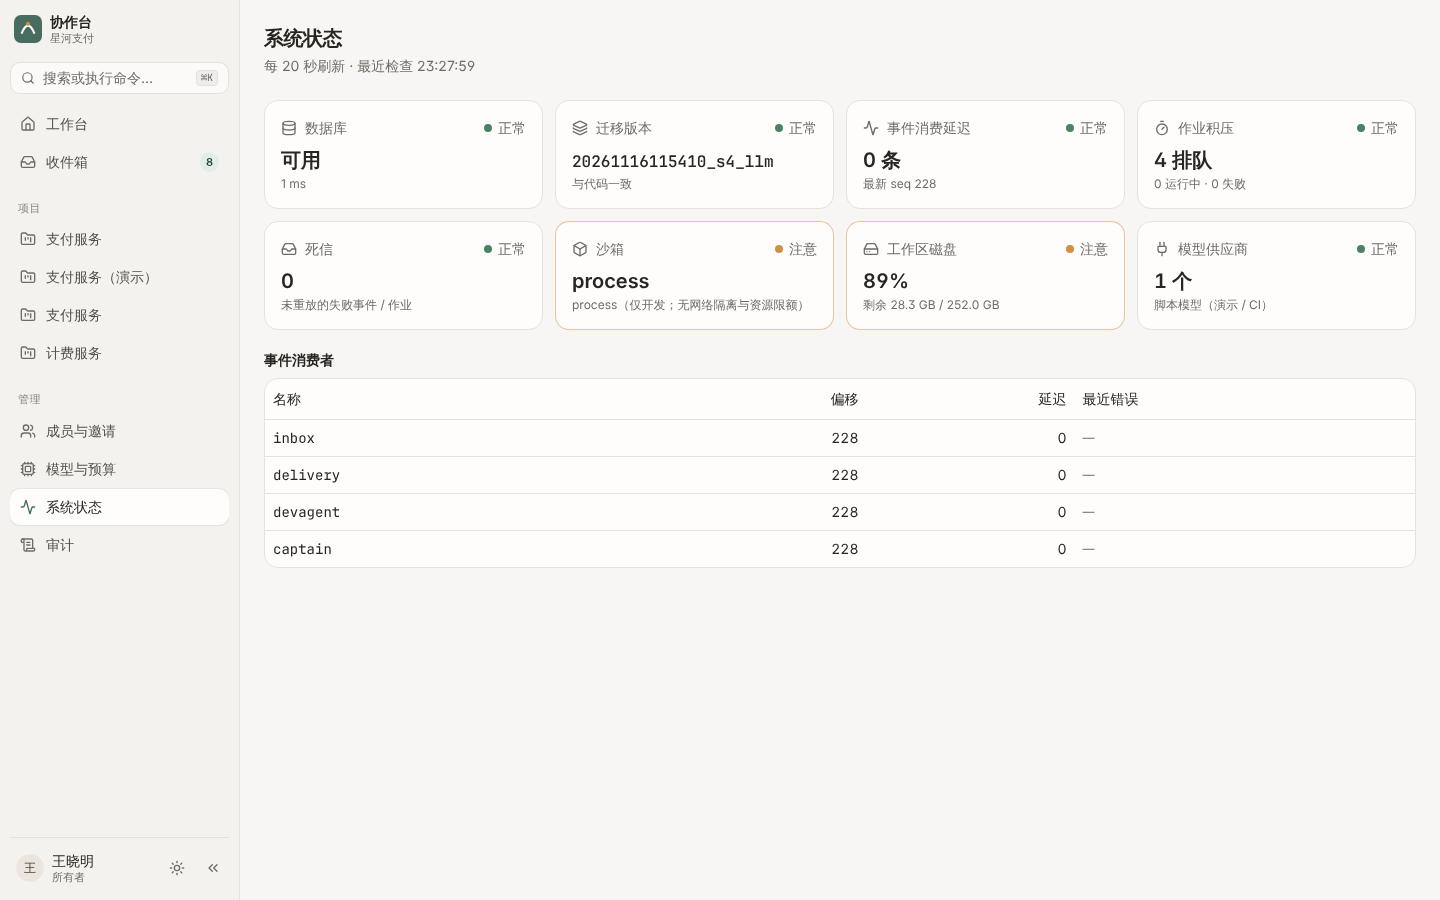 协作台
星河支付
搜索或执行命令... ⌘K
工作台
收件箱 8
项目
支付服务
支付服务（演示）
支付服务
计费服务
管理
成员与邀请
模型与预算
系统状态
审计
王 王晓明
所有者
系统状态
每 20 秒刷新 · 最近检查 23:27:59
数据库 正常
可用
1 ms
迁移版本 正常
20261116115410_s4_llm
与代码一致
事件消费延迟 正常
0 条
最新 seq 228
作业积压 正常
4 排队
0 运行中 · 0 失败
死信 正常
0
未重放的失败事件 / 作业
沙箱 注意
process
process（仅开发；无网络隔离与资源限额）
工作区磁盘 注意
89%
剩余 28.3 GB / 252.0 GB
模型供应商 正常
1 个
脚本模型（演示 / CI）
事件消费者
名称 偏移 延迟 最近错误
inbox 228 0 —
delivery 228 0 —
devagent 228 0 —
captain 228 0 —